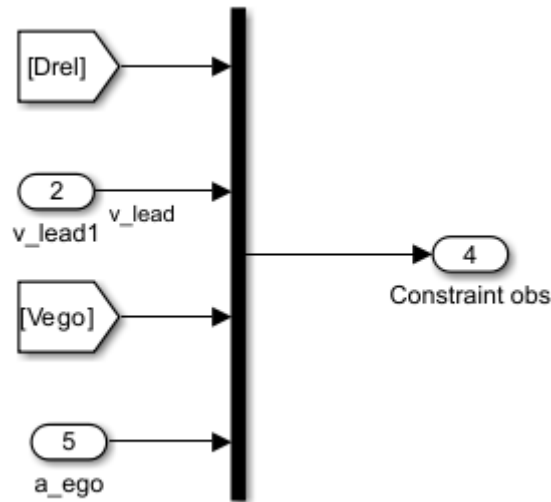 [Drel]
2
v_lead
v_lead1
4
Constraint obs
[Vego]
5
a_ego